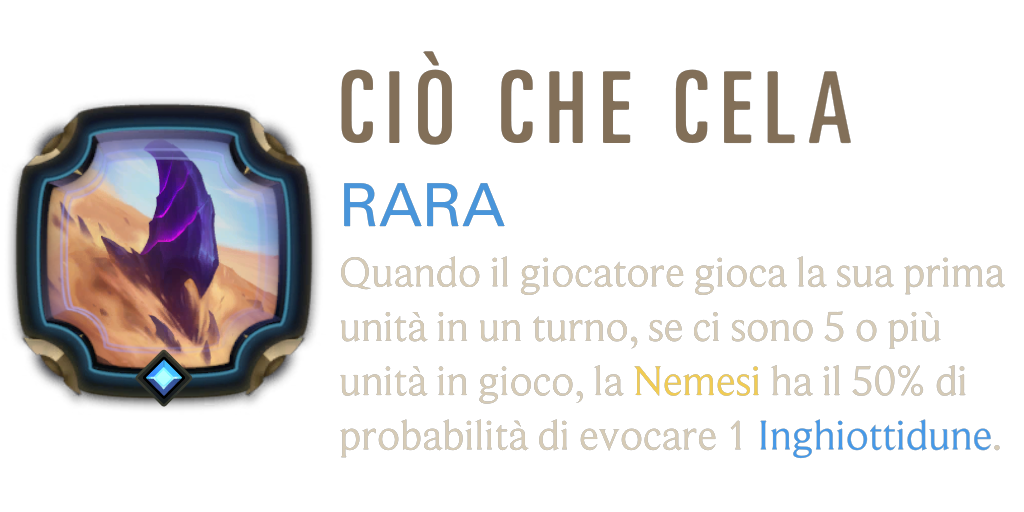 CIÒ CHE CELA
RARA
Quando il giocatore gioca la sua prima
unità in un turno, se ci sono 5 o più
unità in gioco, la Nemesi ha il 50% di
probabilità di evocare 1 Inghiottidune.